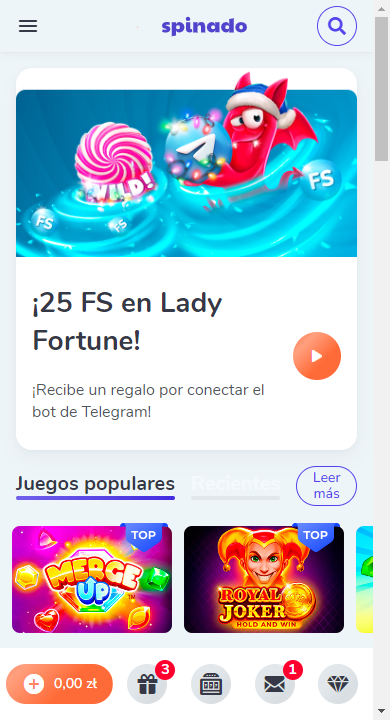 spinado
WILD!
FS
FS
FS
¡25 FS en Lady
Fortune!
¡Recibe un regalo por conectar el
bot de Telegram!
Juegos populares
Recientes
Leer
más
TOP
MERGE
UP™
TOP
ROYAL
JOKER
HOLD AND WIN
0,00 zł
3
1